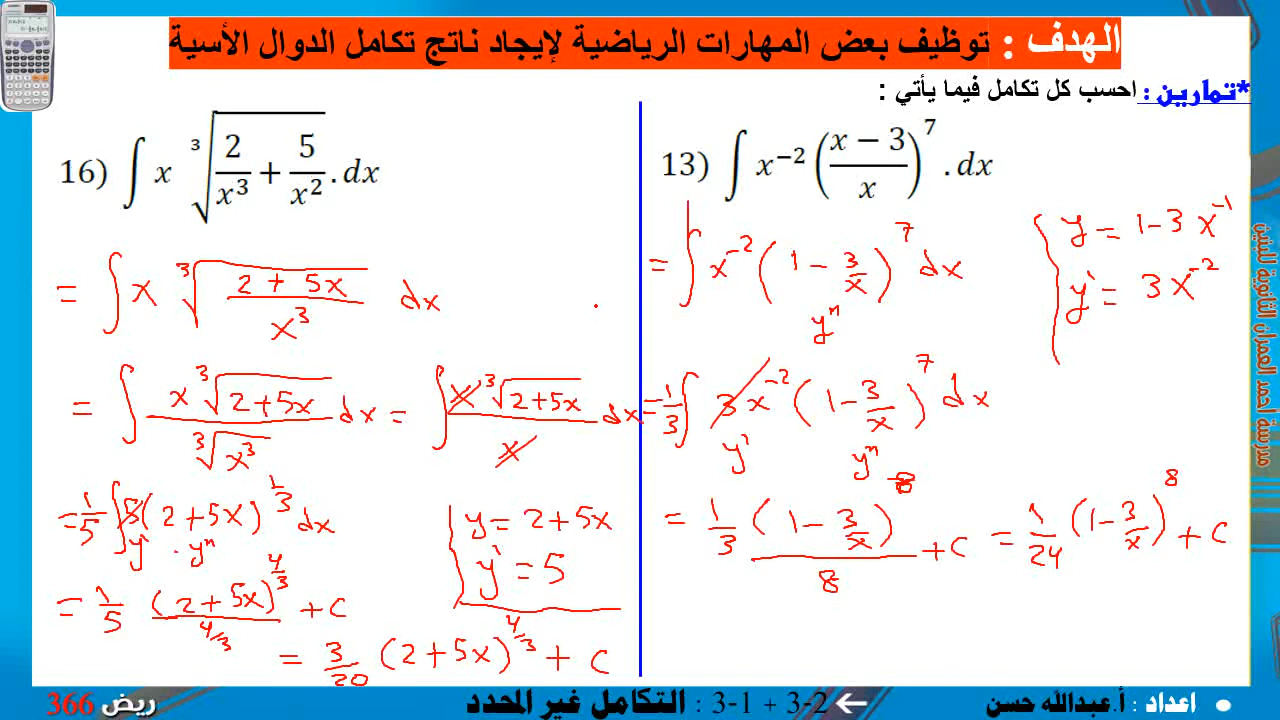 الهدف : توظيف بعض المهارات الرياضية لإيجاد ناتج تكامل الدوال الأسية
*تمارين : احسب كل تكامل فيما يأتي :
13) ∫ x⁻² ((x − 3)/x)⁷ . dx
= ∫ x⁻² (1 − 3/x)⁷ dx
yⁿ
y = 1 − 3x⁻¹
y' = 3x⁻²
= 1/3 ∫ 3x⁻² (1 − 3/x)⁷ dx
y' yⁿ
= 1/3 (1 − 3/x)⁸/8 + C = 1/24 (1 − 3/x)⁸ + C
16) ∫ x ∛(2/x³ + 5/x²) . dx
= ∫ x ∛((2 + 5x)/x³) dx
= ∫ (x ∛(2+5x))/(∛(x³)) dx = ∫ (x ∛(2+5x))/x dx
= 1/5 ∫ 5(2+5x)^(1/3) dx
y' . yⁿ
y = 2+5x
y' = 5
= 1/5 (2+5x)^(4/3)/(4/3) + C
= 3/20 (2+5x)^(4/3) + C
مدرسة احمد العمران الثانوية للبنين
اعداد : أ.عبدالله حسن
3-1 + 3-2 : التكامل غير المحدد
ريض 366